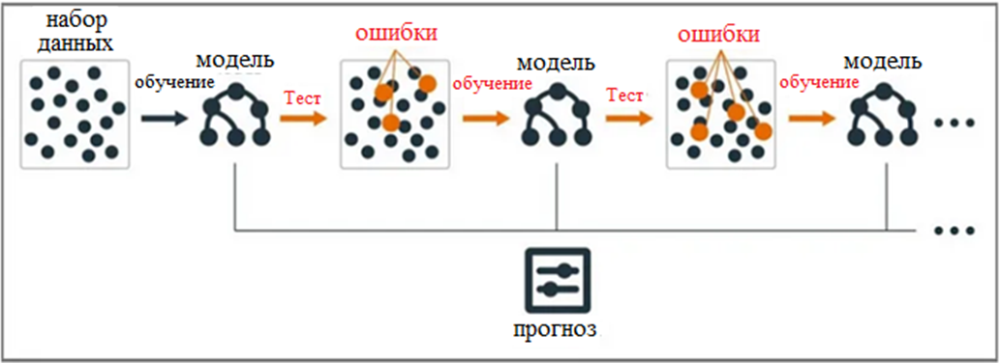 набор
данных
обучение
модель
Тест
ошибки
обучение
модель
Тест
ошибки
обучение
модель
прогноз